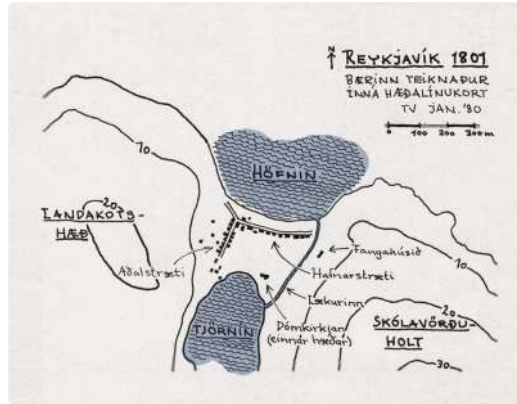 N
REYKJAVÍK 1801
BÆRINN TEIKNAÐUR
INNÁ HÆÐALÍNUKORT
TV JAN. '80
0 100 200 300m
10
HÖFNIN
20
LANDAKOTS-
HÆÐ
Aðalstræti
Fangahúsið
10
Hafnarstræti
Lækurinn
20
TJÖRNIN
Dómkirkjan
(einnar hæðar)
SKÓLAVÖRÐU-
HOLT
30